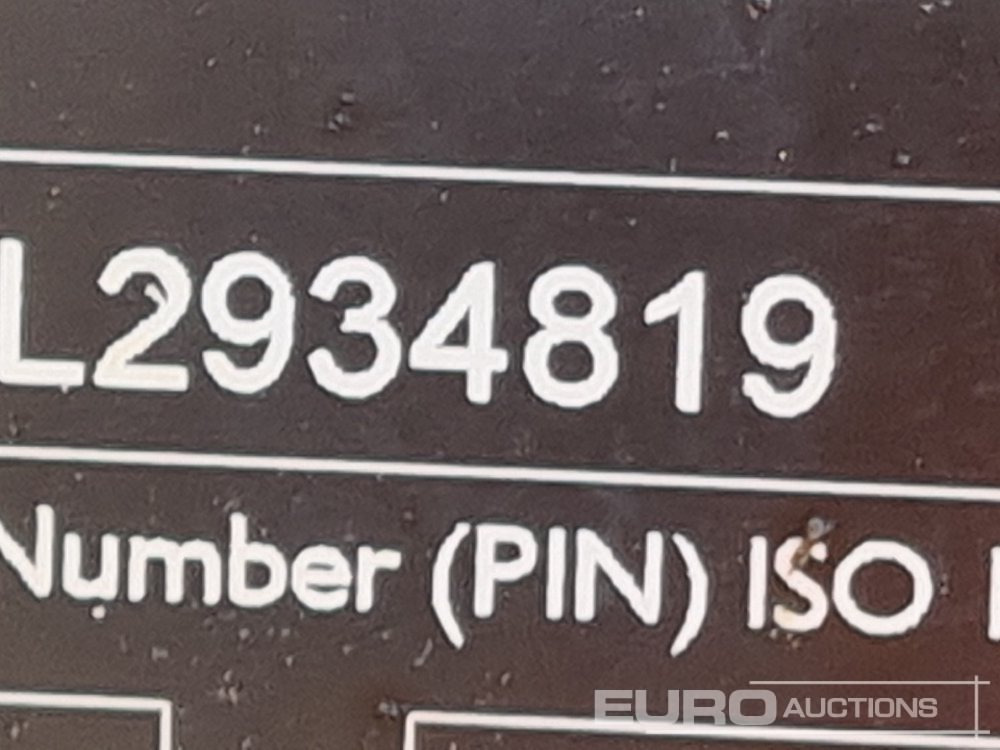 L2934819
Number (PIN) ISO
EURO AUCTIONS